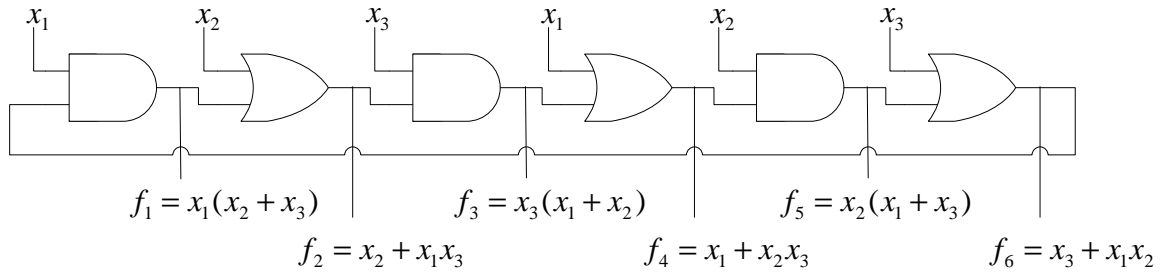 x₁ x₂ x₃ x₁ x₂ x₃
f₁ = x₁(x₂ + x₃) f₃ = x₃(x₁ + x₂) f₅ = x₂(x₁ + x₃)
f₂ = x₂ + x₁x₃ f₄ = x₁ + x₂x₃ f₆ = x₃ + x₁x₂